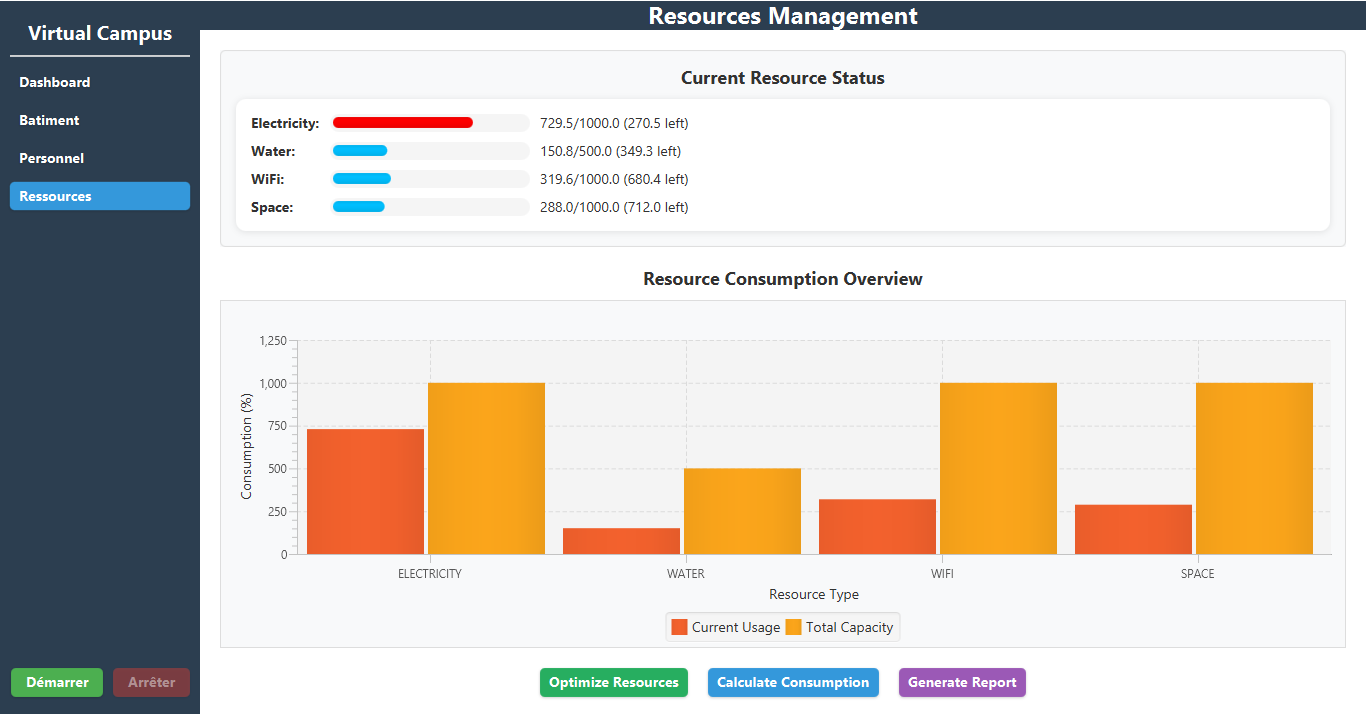 Virtual Campus
Dashboard
Batiment
Personnel
Ressources
Démarrer
Arrêter
Resources Management
Current Resource Status
Electricity: 729.5/1000.0 (270.5 left)
Water: 150.8/500.0 (349.3 left)
WiFi: 319.6/1000.0 (680.4 left)
Space: 288.0/1000.0 (712.0 left)
Resource Consumption Overview
Consumption (%)
1,250
1,000
750
500
250
0
ELECTRICITY WATER WIFI SPACE
Resource Type
Current Usage Total Capacity
Optimize Resources Calculate Consumption Generate Report